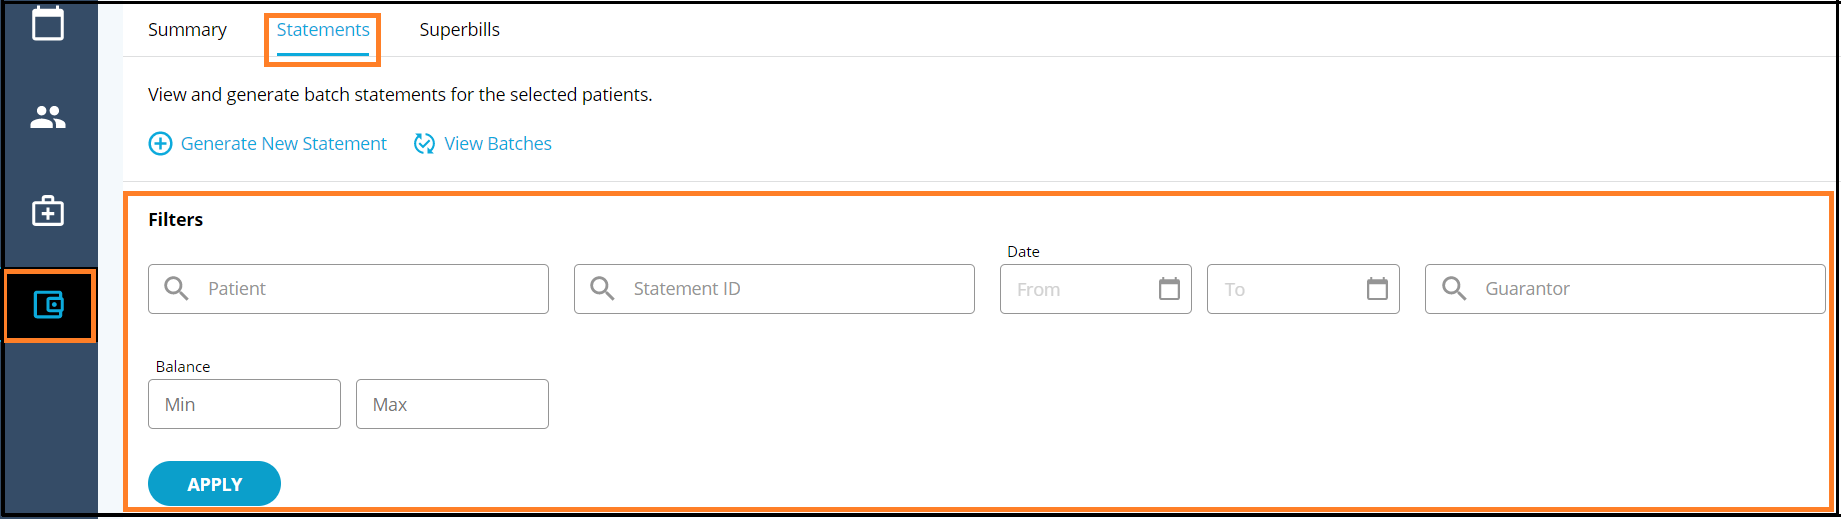 Summary Statements Superbills
View and generate batch statements for the selected patients.
Generate New Statement View Batches
Filters
Date
Patient Statement ID From To Guarantor
Balance
Min Max
APPLY